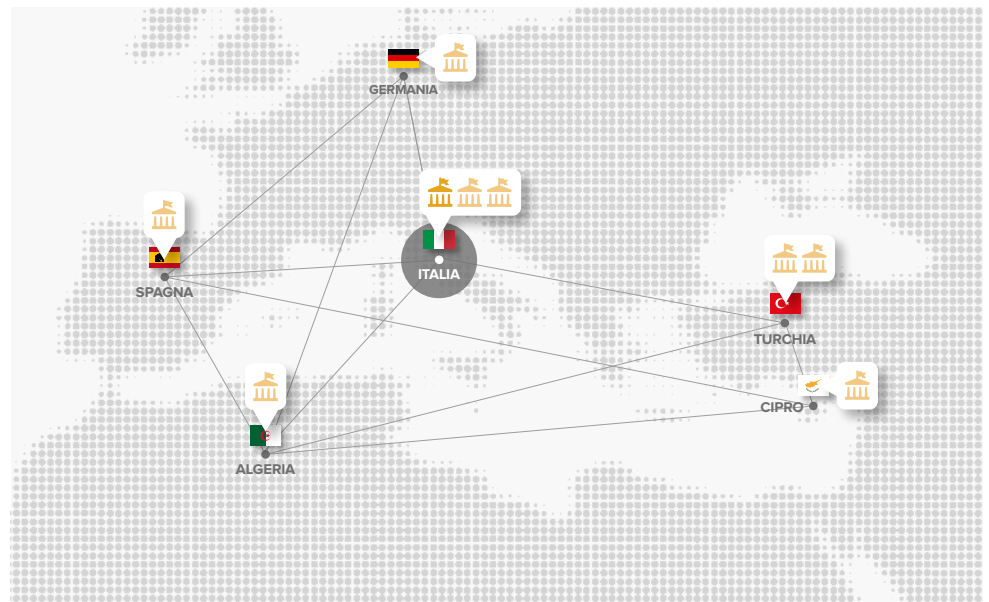 GERMANIA
ITALIA
SPAGNA
TURCHIA
CIPRO
ALGERIA